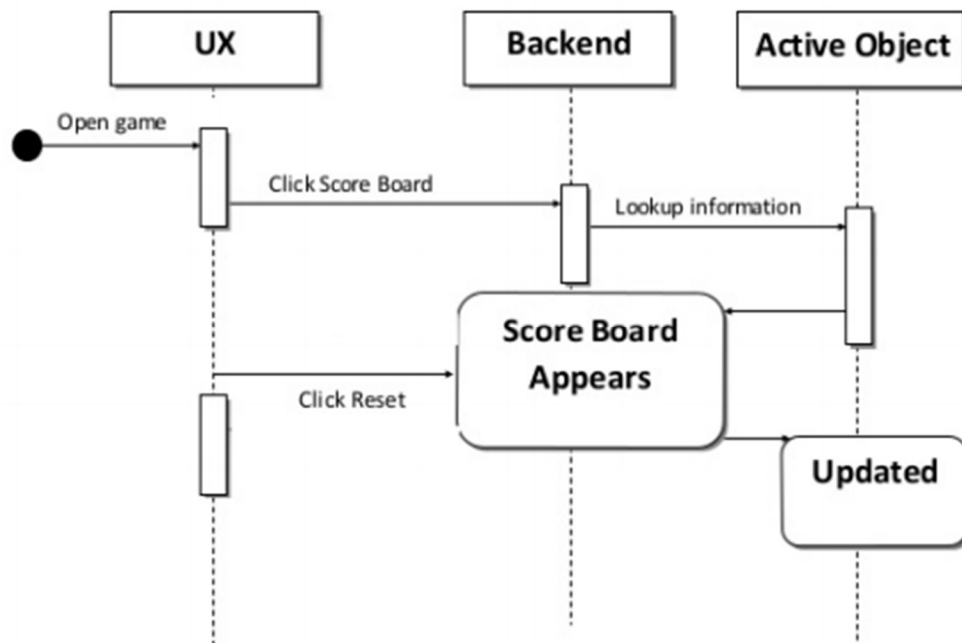 UX
Backend
Active Object
Open game
Click Score Board
Lookup information
Score Board
Appears
Click Reset
Updated